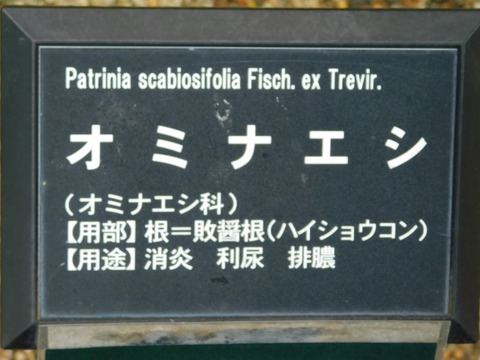 Patrinia scabiosifolia Fisch. ex Trevir.
オミナエシ
(オミナエシ科)
【用部】根=敗醤根(ハイショウコン)
【用途】消炎 利尿 排膿